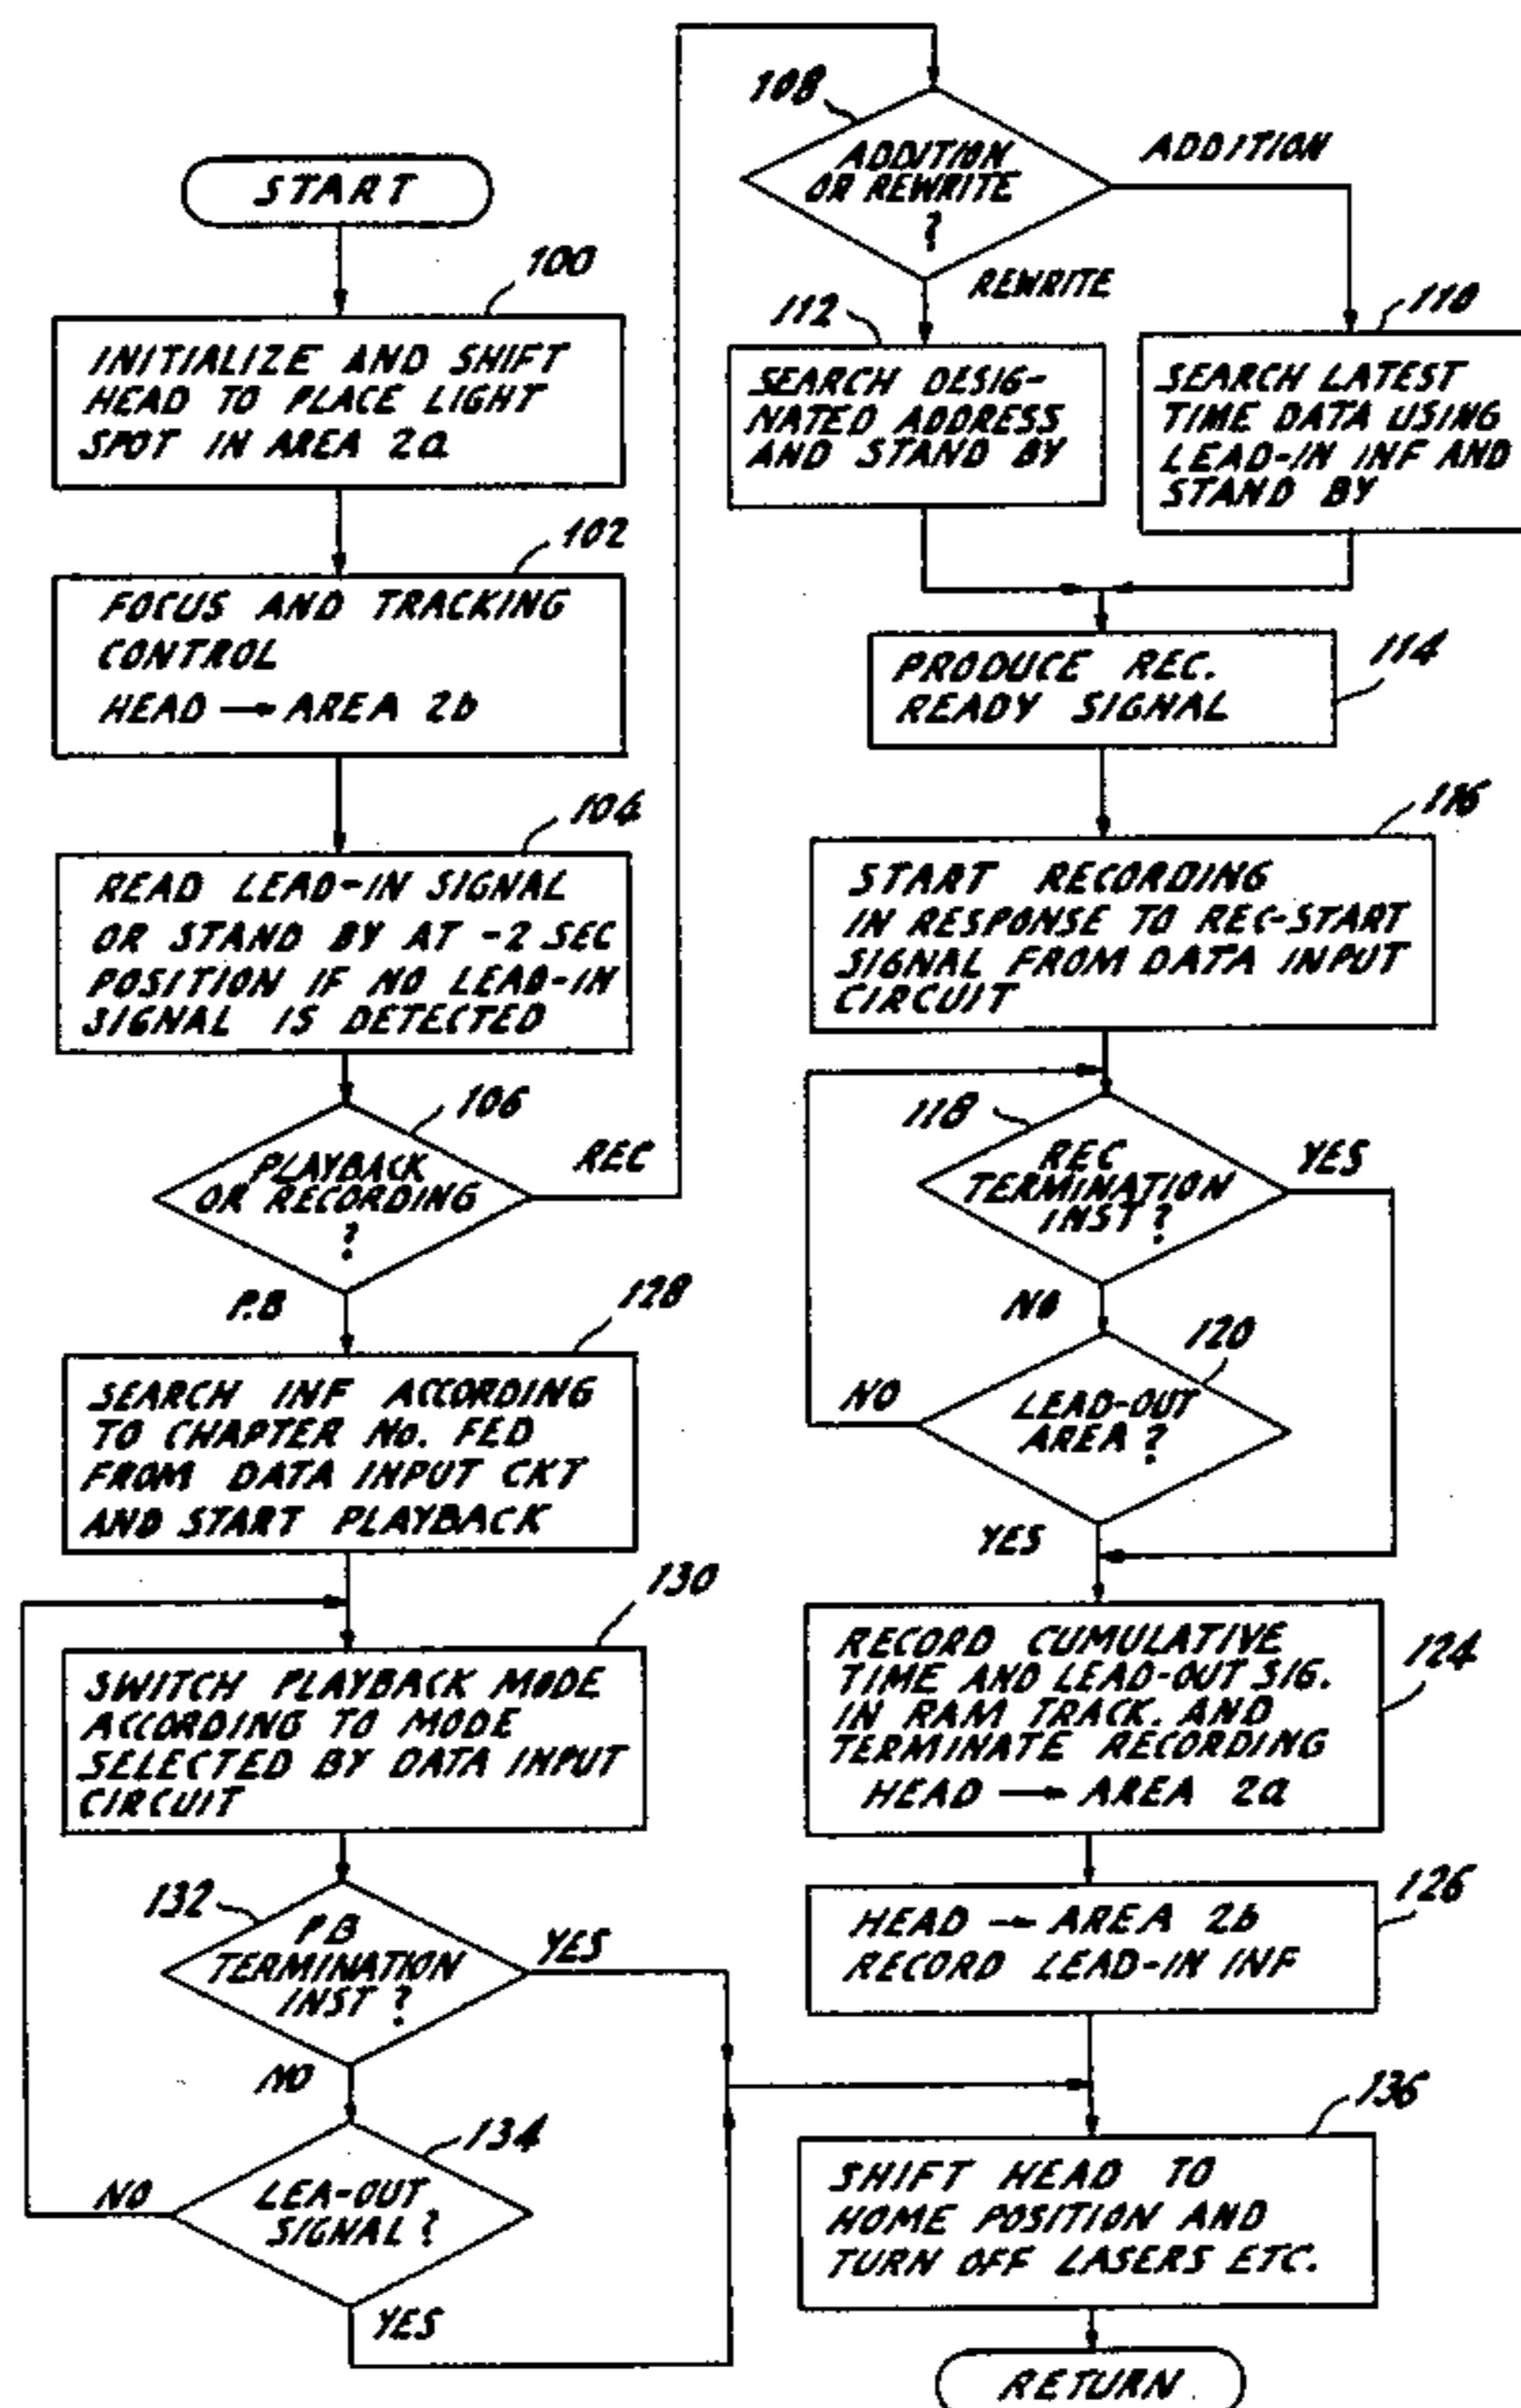 START
100
INITIALIZE AND SHIFT
HEAD TO PLACE LIGHT
SPOT IN AREA 2a
102
FOCUS AND TRACKING
CONTROL
HEAD → AREA 2b
104
READ LEAD-IN SIGNAL
OR STAND BY AT -2 SEC
POSITION IF NO LEAD-IN
SIGNAL IS DETECTED
106
PLAYBACK
OR RECORDING
?
REC
P.B
128
SEARCH INF ACCORDING
TO CHAPTER No. FED
FROM DATA INPUT CKT
AND START PLAYBACK
130
SWITCH PLAYBACK MODE
ACCORDING TO MODE
SELECTED BY DATA INPUT
CIRCUIT
132
P.B
TERMINATION
INST ?
YES
NO
134
LEA-OUT
SIGNAL ?
NO
YES
108
ADDITION
OR REWRITE
?
ADDITION
REWRITE
112
SEARCH DESIG-
NATED ADDRESS
AND STAND BY
110
SEARCH LATEST
TIME DATA USING
LEAD-IN INF AND
STAND BY
114
PRODUCE REC.
READY SIGNAL
116
START RECORDING
IN RESPONSE TO REC-START
SIGNAL FROM DATA INPUT
CIRCUIT
118
REC
TERMINATION
INST ?
YES
NO
120
LEAD-OUT
AREA ?
NO
YES
124
RECORD CUMULATIVE
TIME AND LEAD-OUT SIG.
IN RAM TRACK. AND
TERMINATE RECORDING
HEAD → AREA 2a
126
HEAD → AREA 2b
RECORD LEAD-IN INF
136
SHIFT HEAD TO
HOME POSITION AND
TURN OFF LASERS ETC.
RETURN